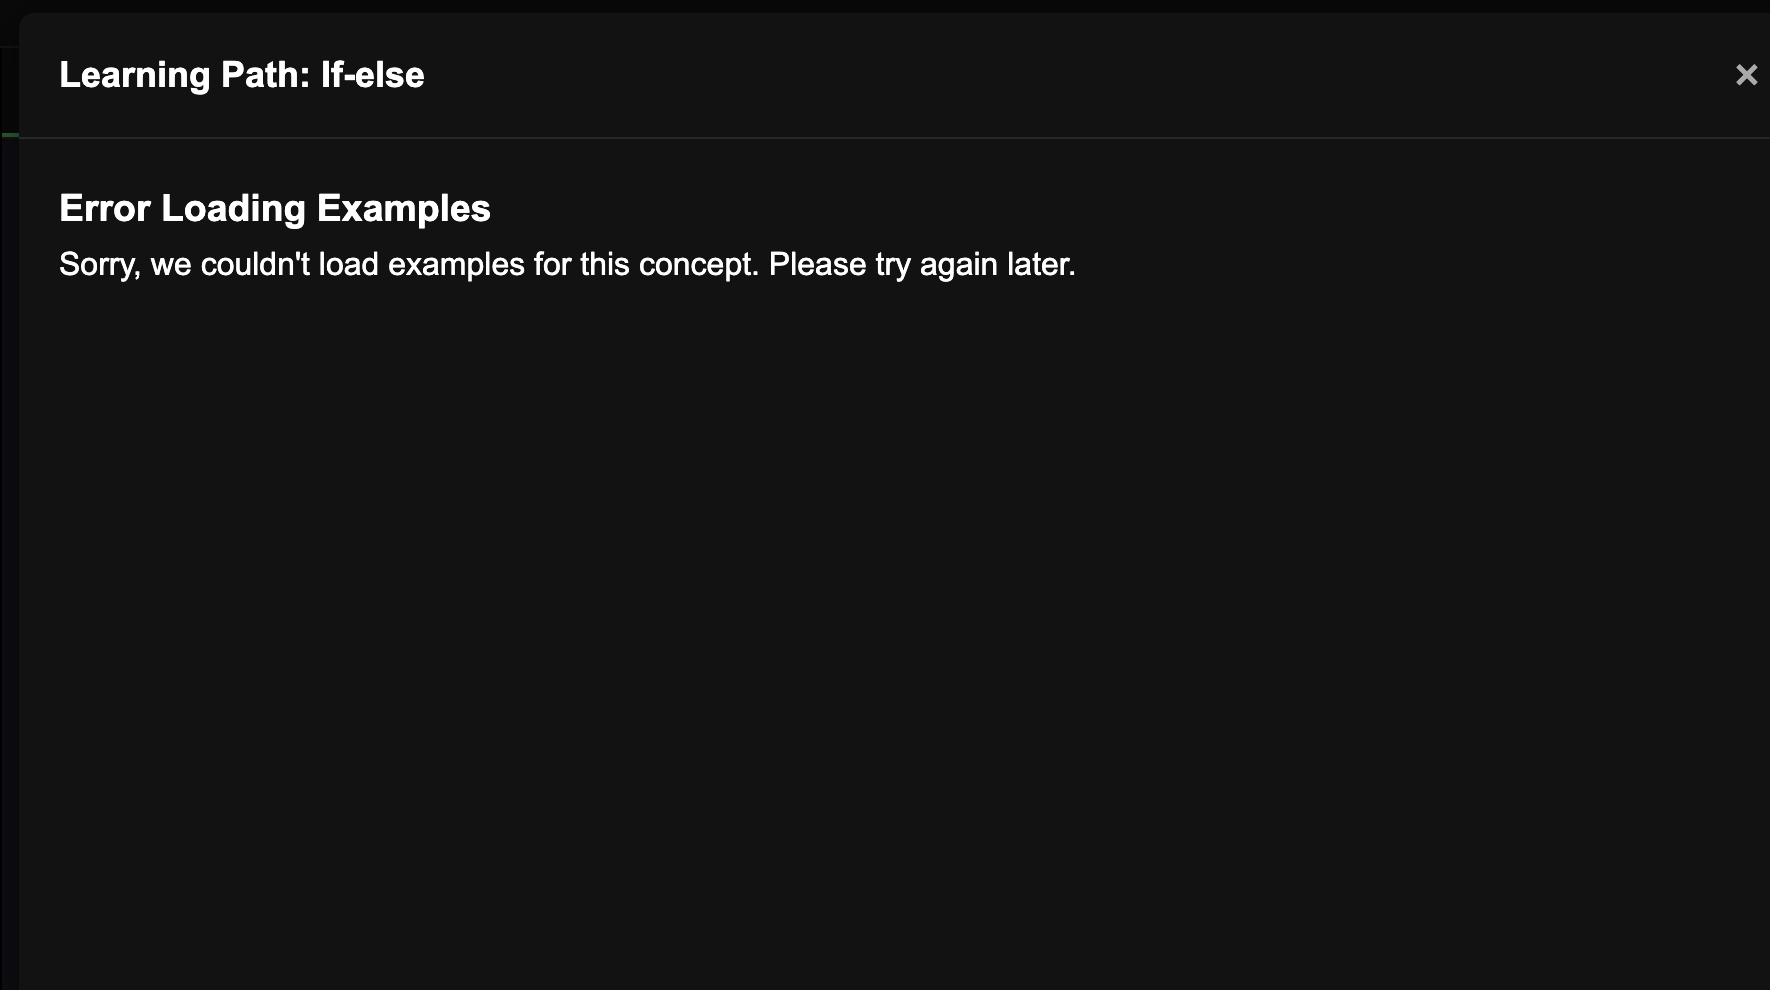 Learning Path: If-else
×
Error Loading Examples
Sorry, we couldn't load examples for this concept. Please try again later.